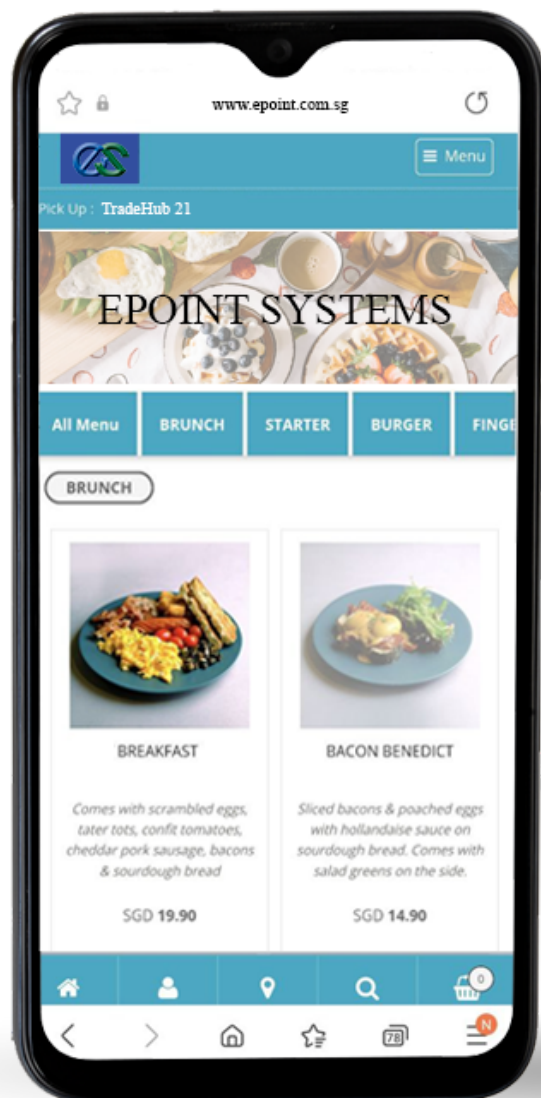 www.epoint.com.sg
ES
Menu
Pick Up : TradeHub 21
EPOINT SYSTEMS
All Menu
BRUNCH
STARTER
BURGER
FINGE
BRUNCH
BREAKFAST
Comes with scrambled eggs,
tater tots, confit tomatoes,
cheddar pork sausage, bacons
& sourdough bread
SGD 19.90
BACON BENEDICT
Sliced bacons & poached eggs
with hollandaise sauce on
sourdough bread. Comes with
salad greens on the side.
SGD 14.90
0
78
N